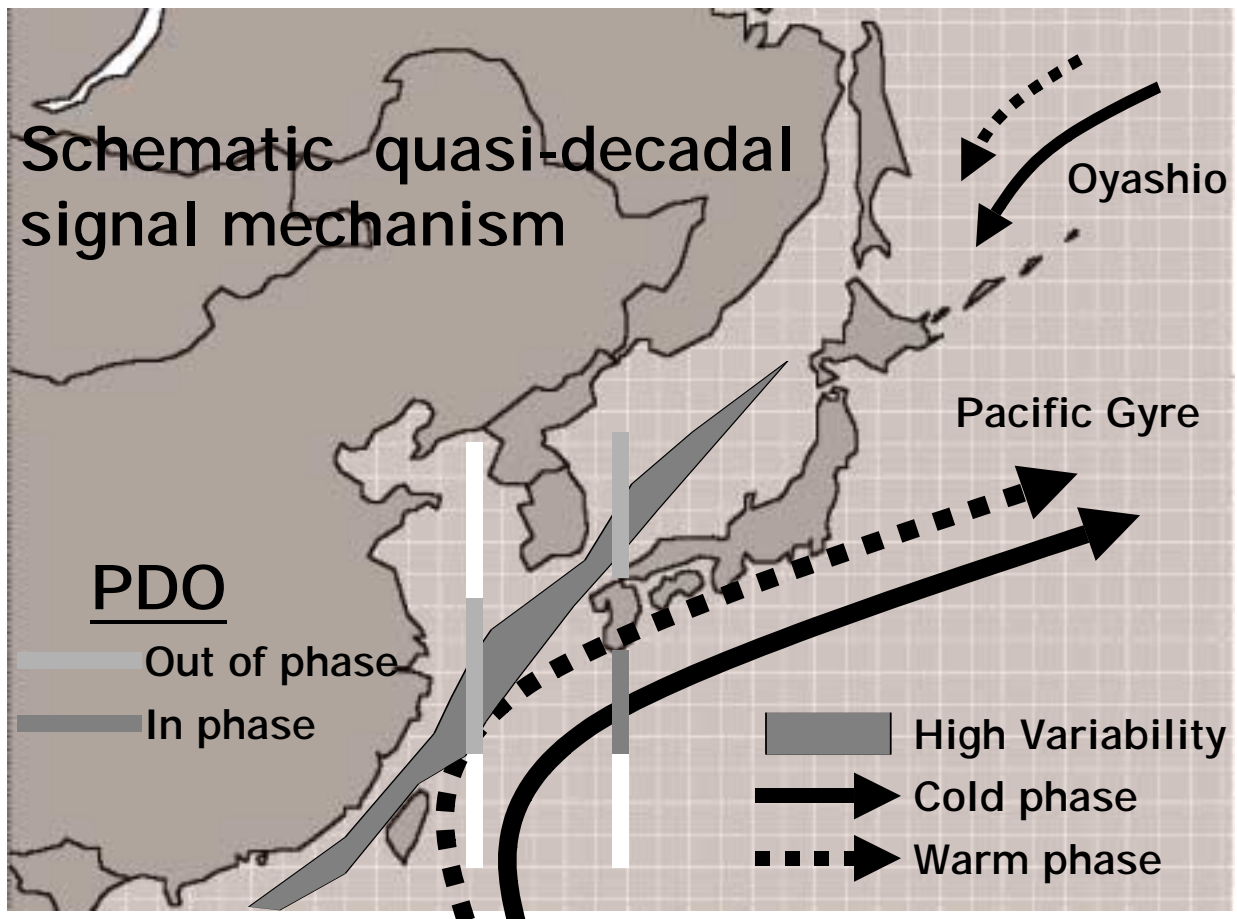 Schematic quasi-decadal
signal mechanism
Oyashio
Pacific Gyre
PDO
Out of phase
In phase
High Variability
Cold phase
Warm phase